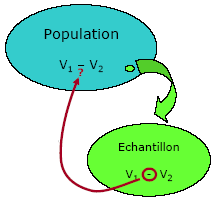 Population
V1 – V2
?
Echantillon
V1 – V2